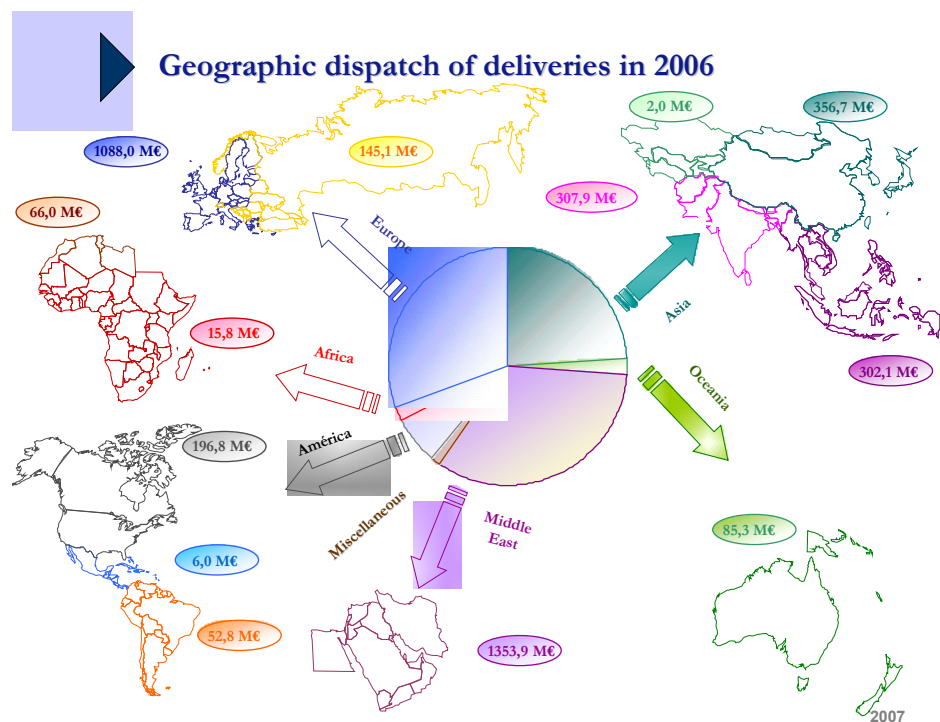 Geographic dispatch of deliveries in 2006
2,0 M€
356,7 M€
1088,0 M€
145,1 M€
307,9 M€
66,0 M€
Europe
Asia
15,8 M€
Africa
302,1 M€
Oceania
América
196,8 M€
Miscellaneous
Middle
East
85,3 M€
6,0 M€
52,8 M€
1353,9 M€
2007